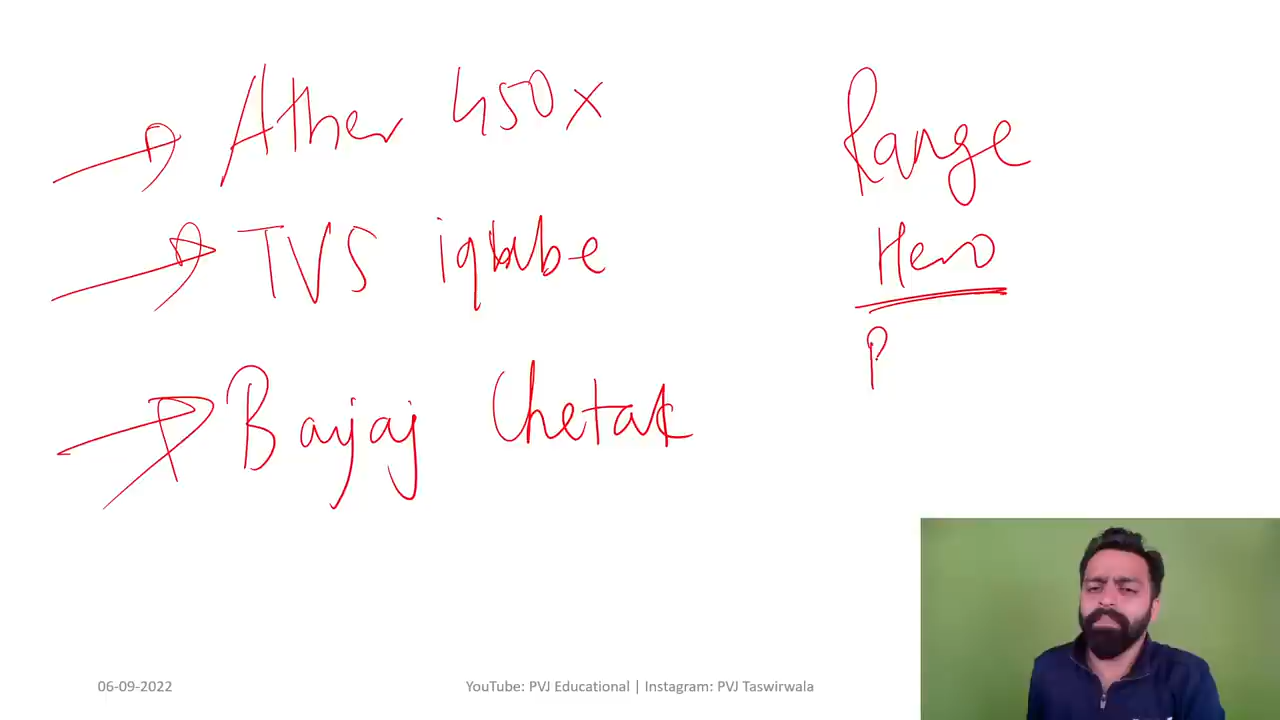 Ather 450x
TVS iqube
Bajaj Chetak
Range
Hero
P
06-09-2022
YouTube: PVJ Educational | Instagram: PVJ Taswirwala